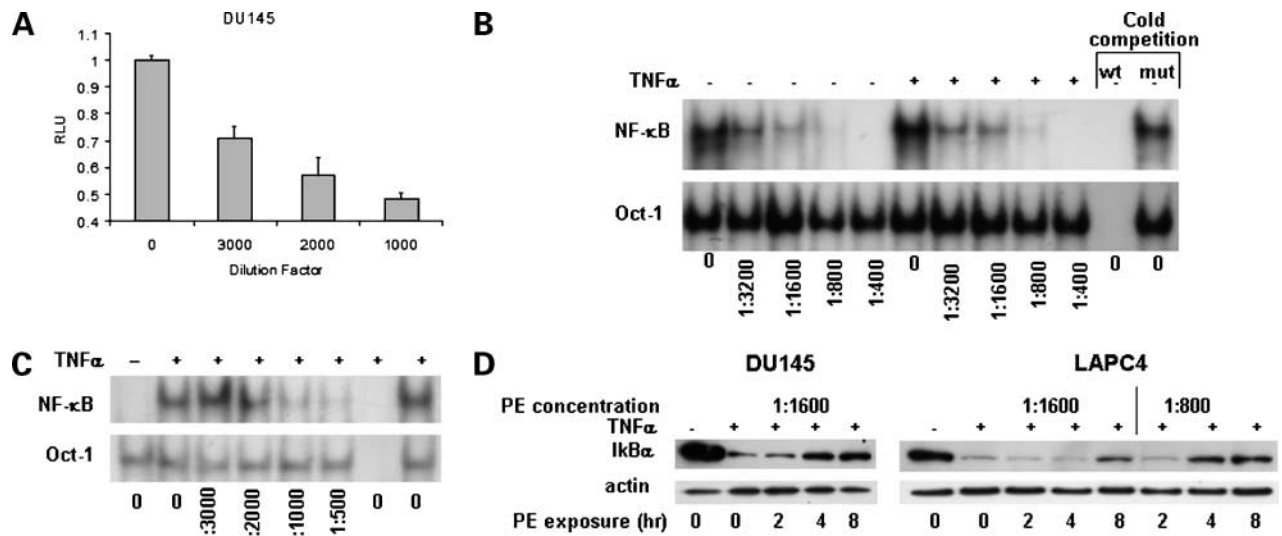 A
DU145
RLU
1.1
1
0.9
0.8
0.7
0.6
0.5
0.4
0 3000 2000 1000
Dilution Factor
B
Cold
competition
TNFα - - - - - + + + + + wt mut
- -
NF-κB
Oct-1
0 1:3200 1:1600 1:800 1:400 0 1:3200 1:1600 1:800 1:400 0 0
C
TNFα – + + + + + + +
NF-κB
Oct-1
0 0 :3000 :2000 :1000 1:500 0 0
D
DU145 LAPC4
PE concentration 1:1600 1:1600 1:800
TNFα - + + + + - + + + + + + +
IkBα
actin
PE exposure (hr) 0 0 2 4 8 0 0 2 4 8 2 4 8